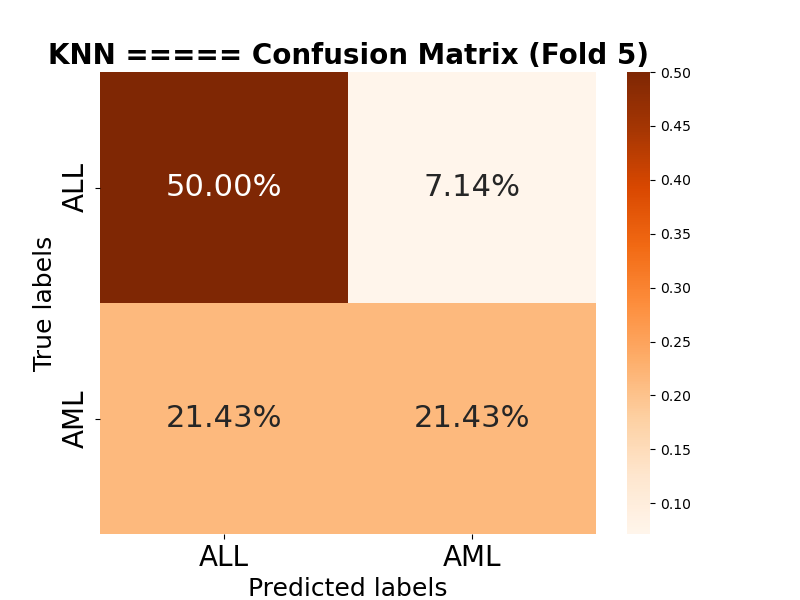 KNN ===== Confusion Matrix (Fold 5)
True labels
ALL
50.00%
7.14%
AML
21.43%
21.43%
ALL
AML
Predicted labels
0.50
0.45
0.40
0.35
0.30
0.25
0.20
0.15
0.10